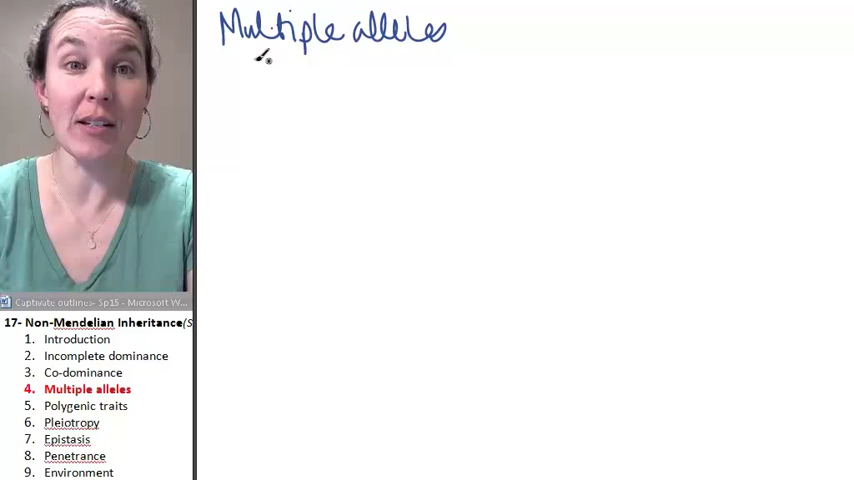 Multiple alleles
Captivate outlines- Sp15 - Microsoft W...
17- Non-Mendelian Inheritance(S
1. Introduction
2. Incomplete dominance
3. Co-dominance
4. Multiple alleles
5. Polygenic traits
6. Pleiotropy
7. Epistasis
8. Penetrance
9. Environment